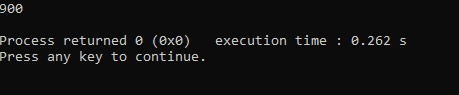 900
Process returned 0 (0x0)   execution time : 0.262 s
Press any key to continue.